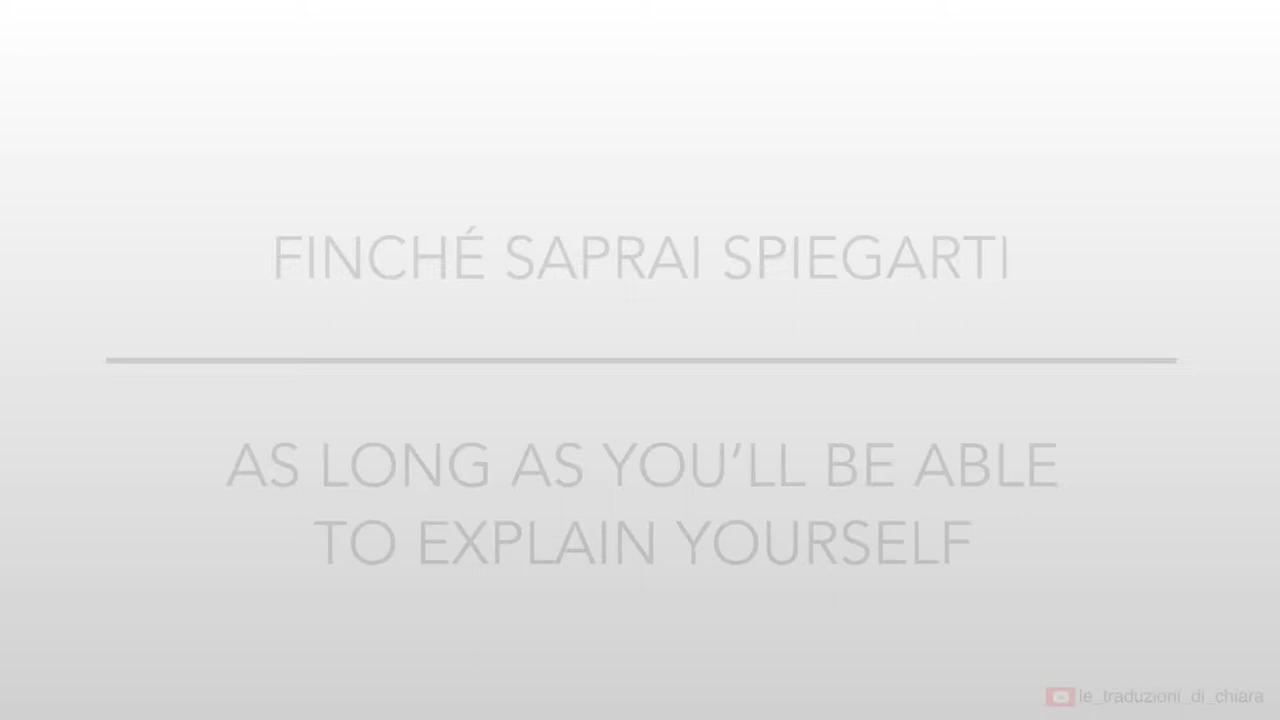 FINCHÉ SAPRAI SPIEGARTI
AS LONG AS YOU’LL BE ABLE
TO EXPLAIN YOURSELF
le_traduzioni_di_chiara